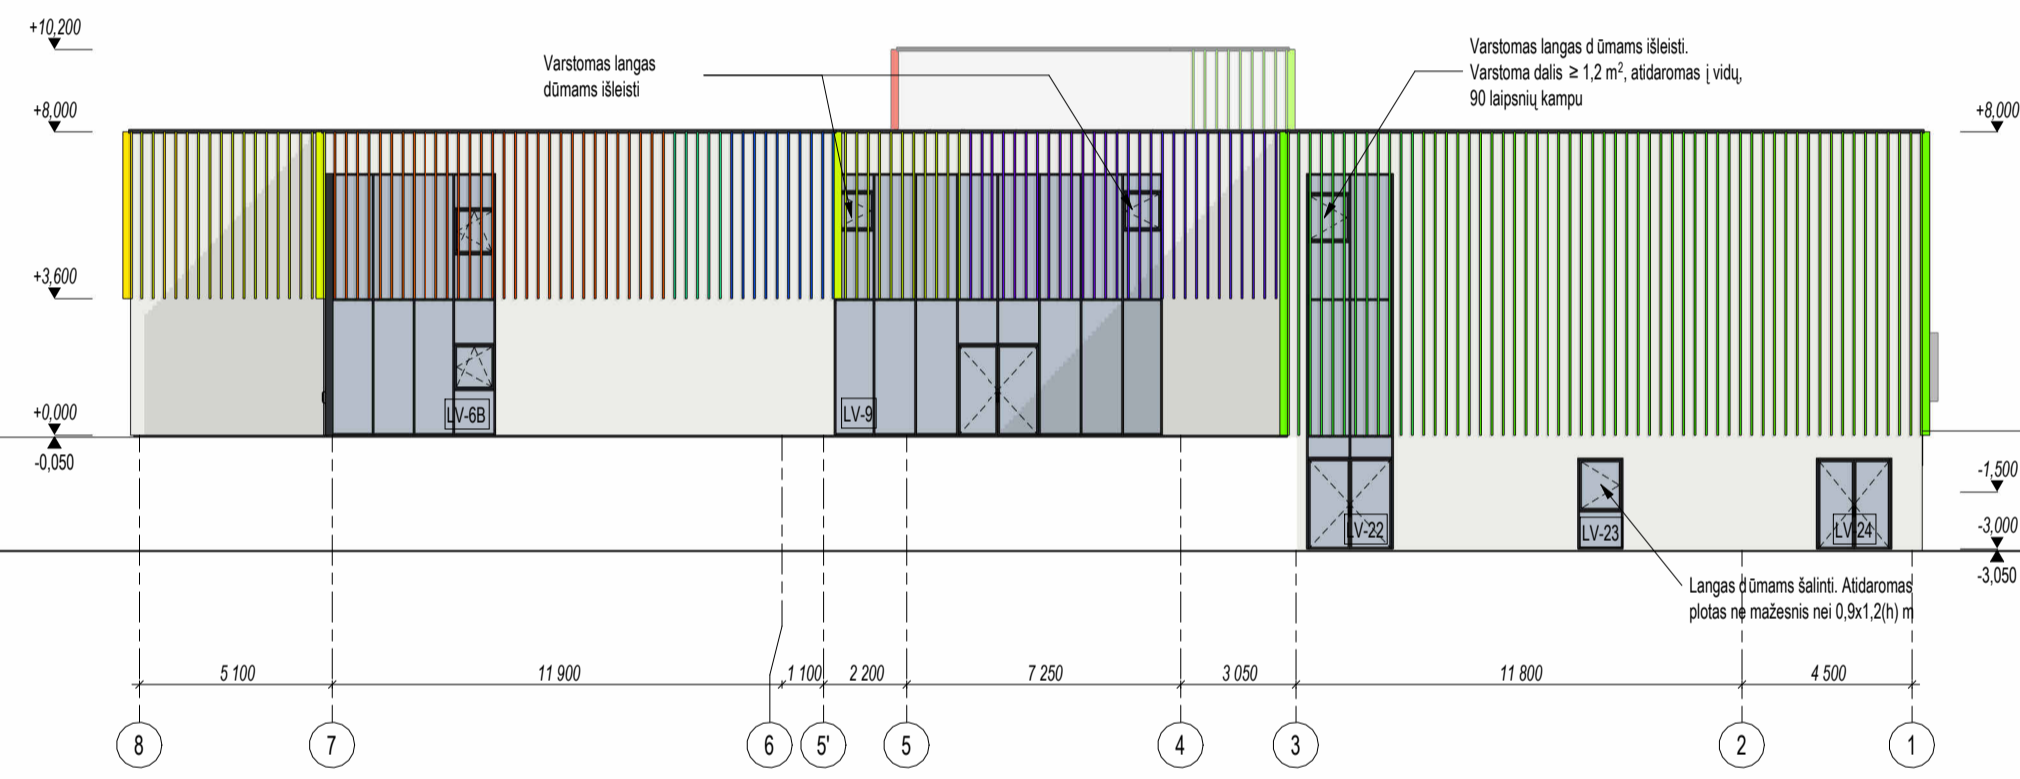 +10,200
Varstomas langas
dūmams išleisti
Varstomas langas dūmams išleisti.
Varstoma dalis ≥ 1,2 m², atidaromas į vidų,
90 laipsnių kampu
+8,000
+8,000
+3,600
+0,000
-0,050
LV-6B
LV-9
LV-22
LV-23
LV-24
-1,500
-3,000
-3,050
Langas dūmams šalinti. Atidaromas
plotas ne mažesnis nei 0,9x1,2(h) m
5 100
11 900
1 100
2 200
7 250
3 050
11 800
4 500
8
7
6
5'
5
4
3
2
1